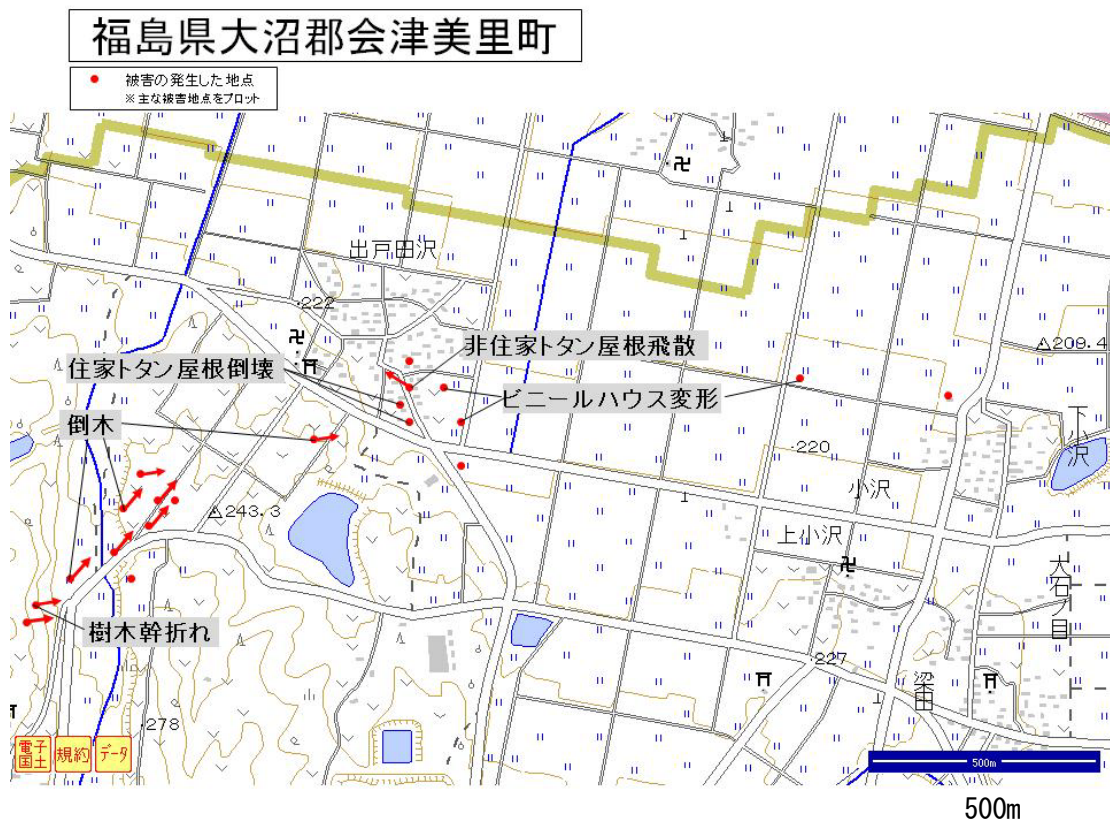 福島県大沼郡会津美里町
被害の発生した地点
※主な被害地点をプロット
出戸田沢
222
非住家トタン屋根飛散
住家トタン屋根倒壊
ビニールハウス変形
倒木
209.4
下小沢
220
小沢
243.3
上小沢
大石ノ目
樹木幹折れ
227
梁田
278
電子国土
規約
データ
500m
500m